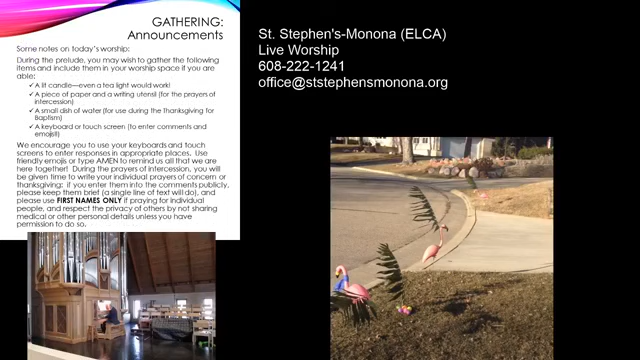 GATHERING:
Announcements
Some notes on today's worship:
During the prelude, you may wish to gather the following
items and include them in your worship space if you are
able:
✓ A lit candle—even a tea light would work!
✓ A piece of paper and a writing utensil (for the prayers of
intercession)
✓ A small dish of water (for use during the Thanksgiving for
Baptism)
✓ A keyboard or touch screen (to enter comments and
emojis!)
We encourage you to use your keyboards and touch
screens to enter responses in appropriate places. Use
friendly emojis or type AMEN to remind us all that we are
here together! During the prayers of intercession, you will
be given time to write your individual prayers of concern or
thanksgiving; if you enter them into the comments publicly,
please keep them brief (a single line of text will do), and
please use FIRST NAMES ONLY if praying for individual
people, and respect the privacy of others by not sharing
medical or other personal details unless you have
permission to do so.
St. Stephen's-Monona (ELCA)
Live Worship
608-222-1241
office@ststephensmonona.org